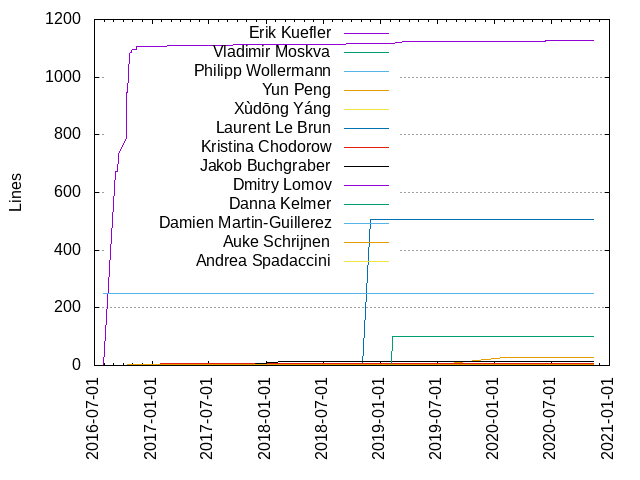 1200
1000
800
600
400
200
0
Lines
Erik Kuefler
Vladimir Moskva
Philipp Wollermann
Yun Peng
Xùdōng Yáng
Laurent Le Brun
Kristina Chodorow
Jakob Buchgraber
Dmitry Lomov
Danna Kelmer
Damien Martin-Guillerez
Auke Schrijnen
Andrea Spadaccini
2016-07-01
2017-01-01
2017-07-01
2018-01-01
2018-07-01
2019-01-01
2019-07-01
2020-01-01
2020-07-01
2021-01-01